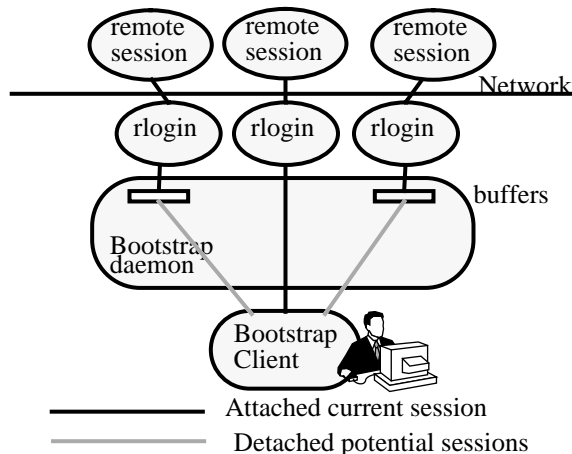 remote
session
remote
session
remote
session
Network
rlogin
rlogin
rlogin
buffers
Bootstrap
daemon
Bootstrap
Client
Attached current session
Detached potential sessions